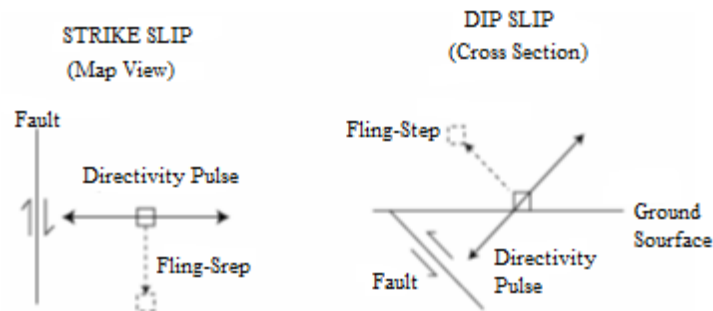 STRIKE SLIP
(Map View)
Fault
Directivity Pulse
Fling-Srep
DIP SLIP
(Cross Section)
Fling-Step
Ground
Sourface
Directivity
Pulse
Fault